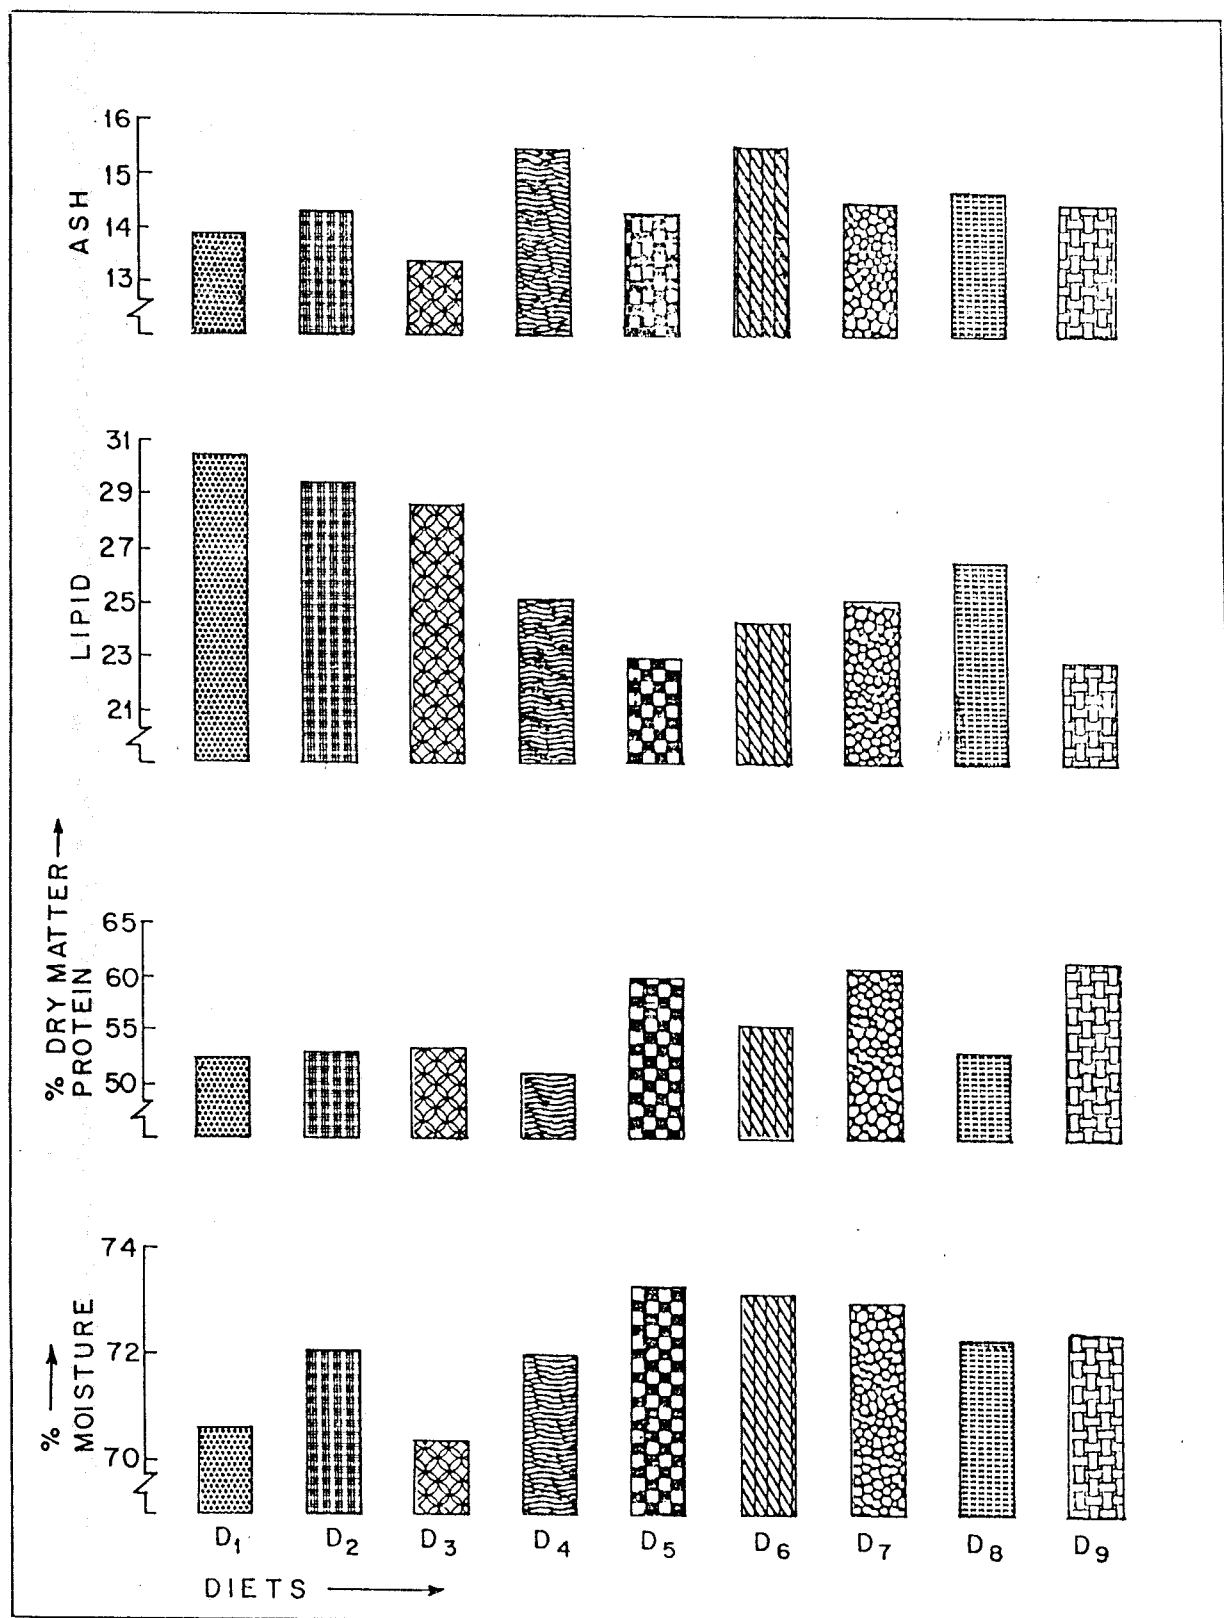 16
15
14
13
ASH
31
29
27
25
23
21
LIPID
% DRY MATTER
65
60
55
50
PROTEIN
74
72
70
% MOISTURE
D1 D2 D3 D4 D5 D6 D7 D8 D9
DIETS